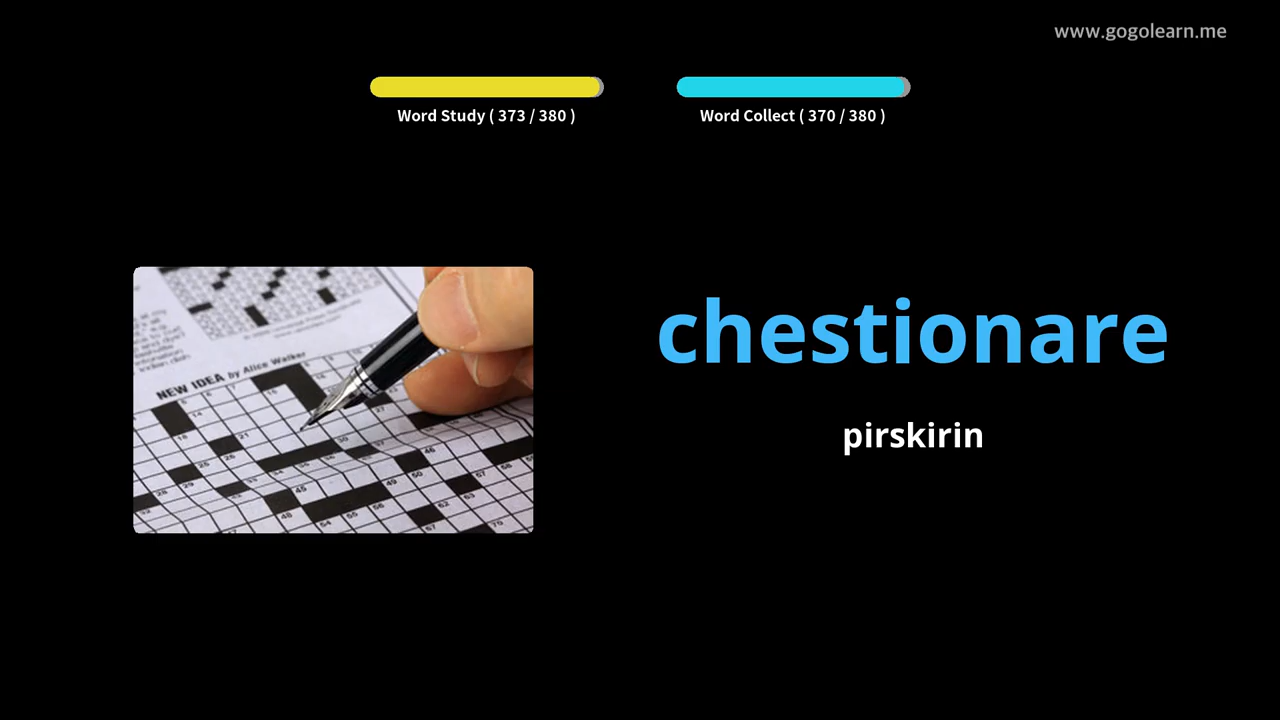 www.gogolearn.me
Word Study ( 373 / 380 )
Word Collect ( 370 / 380 )
NEW IDEA by Alice Walker
chestionare
pirskirin